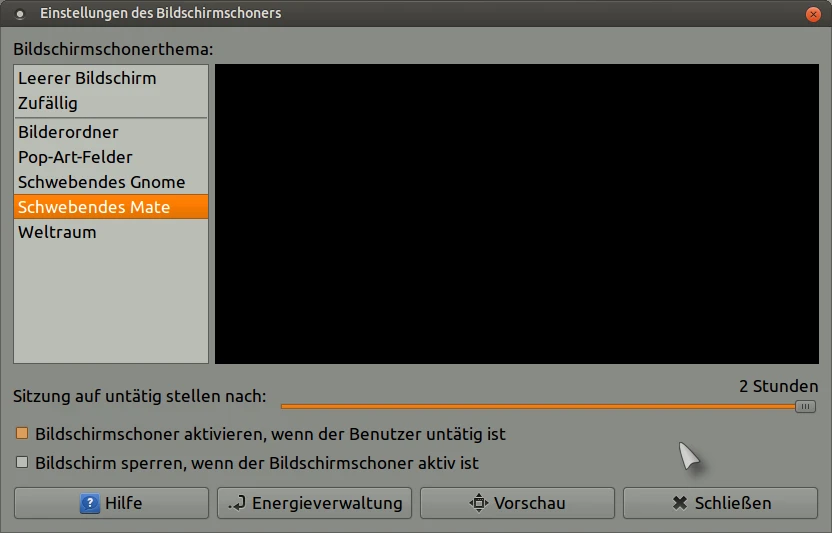 Einstellungen des Bildschirmschoners
Bildschirmschonerthema:
Leerer Bildschirm
Zufällig
Bilderordner
Pop-Art-Felder
Schwebendes Gnome
Schwebendes Mate
Weltraum
2 Stunden
Sitzung auf untätig stellen nach:
Bildschirmschoner aktivieren, wenn der Benutzer untätig ist
Bildschirm sperren, wenn der Bildschirmschoner aktiv ist
? Hilfe Energieverwaltung Vorschau Schließen